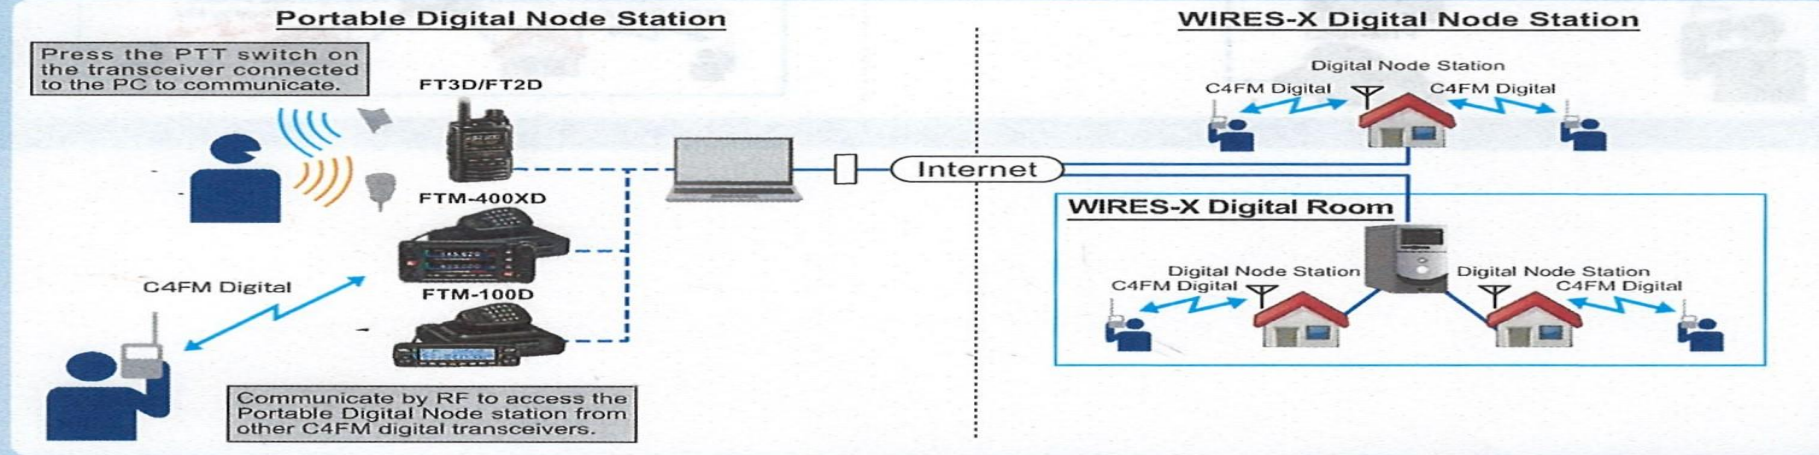 Portable Digital Node Station
WIRES-X Digital Node Station
Press the PTT switch on
the transceiver connected
to the PC to communicate.
FT3D/FT2D
FTM-400XD
C4FM Digital
FTM-100D
Communicate by RF to access the
Portable Digital Node station from
other C4FM digital transceivers.
Internet
Digital Node Station
C4FM Digital
C4FM Digital
WIRES-X Digital Room
Digital Node Station
C4FM Digital
Digital Node Station
C4FM Digital